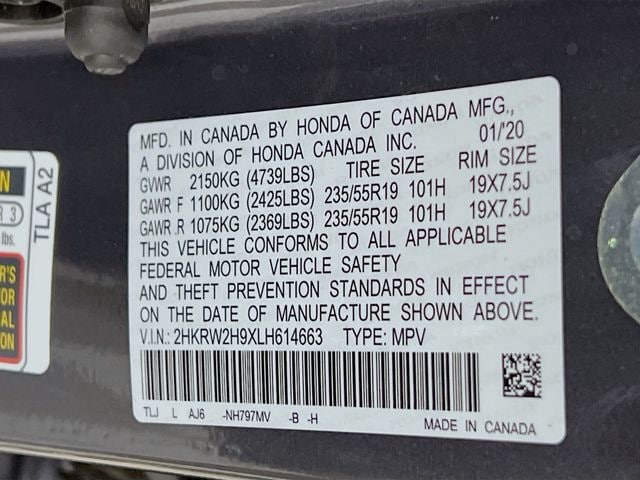 MFD. IN CANADA BY HONDA OF CANADA MFG.,
A DIVISION OF HONDA CANADA INC. 01/'20
GVWR 2150KG (4739LBS) TIRE SIZE RIM SIZE
GAWR F 1100KG (2425LBS) 235/55R19 101H 19X7.5J
GAWR R 1075KG (2369LBS) 235/55R19 101H 19X7.5J
THIS VEHICLE CONFORMS TO ALL APPLICABLE
FEDERAL MOTOR VEHICLE SAFETY
AND THEFT PREVENTION STANDARDS IN EFFECT
ON THE DATE OF MANUFACTURE SHOWN ABOVE.
V.I.N.: 2HKRW2H9XLH614663 TYPE: MPV
TLJ L AJ6 -NH797MV -B -H
MADE IN CANADA
TLA A2
R 3
lbs.